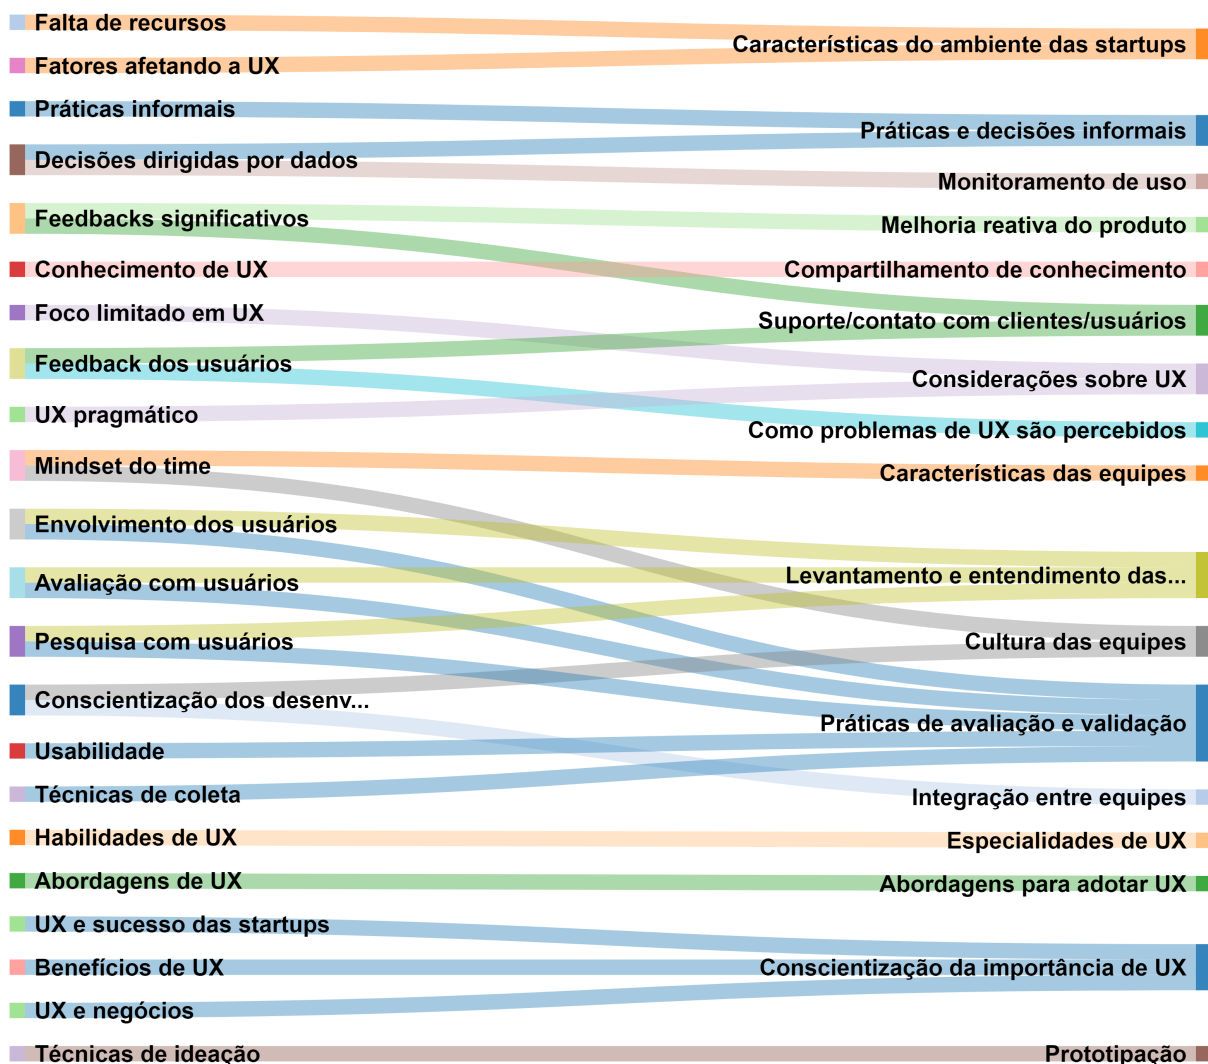 Falta de recursos
Características do ambiente das startups
Fatores afetando a UX
Práticas informais
Práticas e decisões informais
Decisões dirigidas por dados
Monitoramento de uso
Feedbacks significativos
Melhoria reativa do produto
Conhecimento de UX
Compartilhamento de conhecimento
Foco limitado em UX
Suporte/contato com clientes/usuários
Feedback dos usuários
Considerações sobre UX
UX pragmático
Como problemas de UX são percebidos
Mindset do time
Características das equipes
Envolvimento dos usuários
Levantamento e entendimento das...
Avaliação com usuários
Pesquisa com usuários
Cultura das equipes
Conscientização dos desenv...
Práticas de avaliação e validação
Usabilidade
Técnicas de coleta
Integração entre equipes
Habilidades de UX
Especialidades de UX
Abordagens de UX
Abordagens para adotar UX
UX e sucesso das startups
Benefícios de UX
Conscientização da importância de UX
UX e negócios
Técnicas de ideação
Prototipação